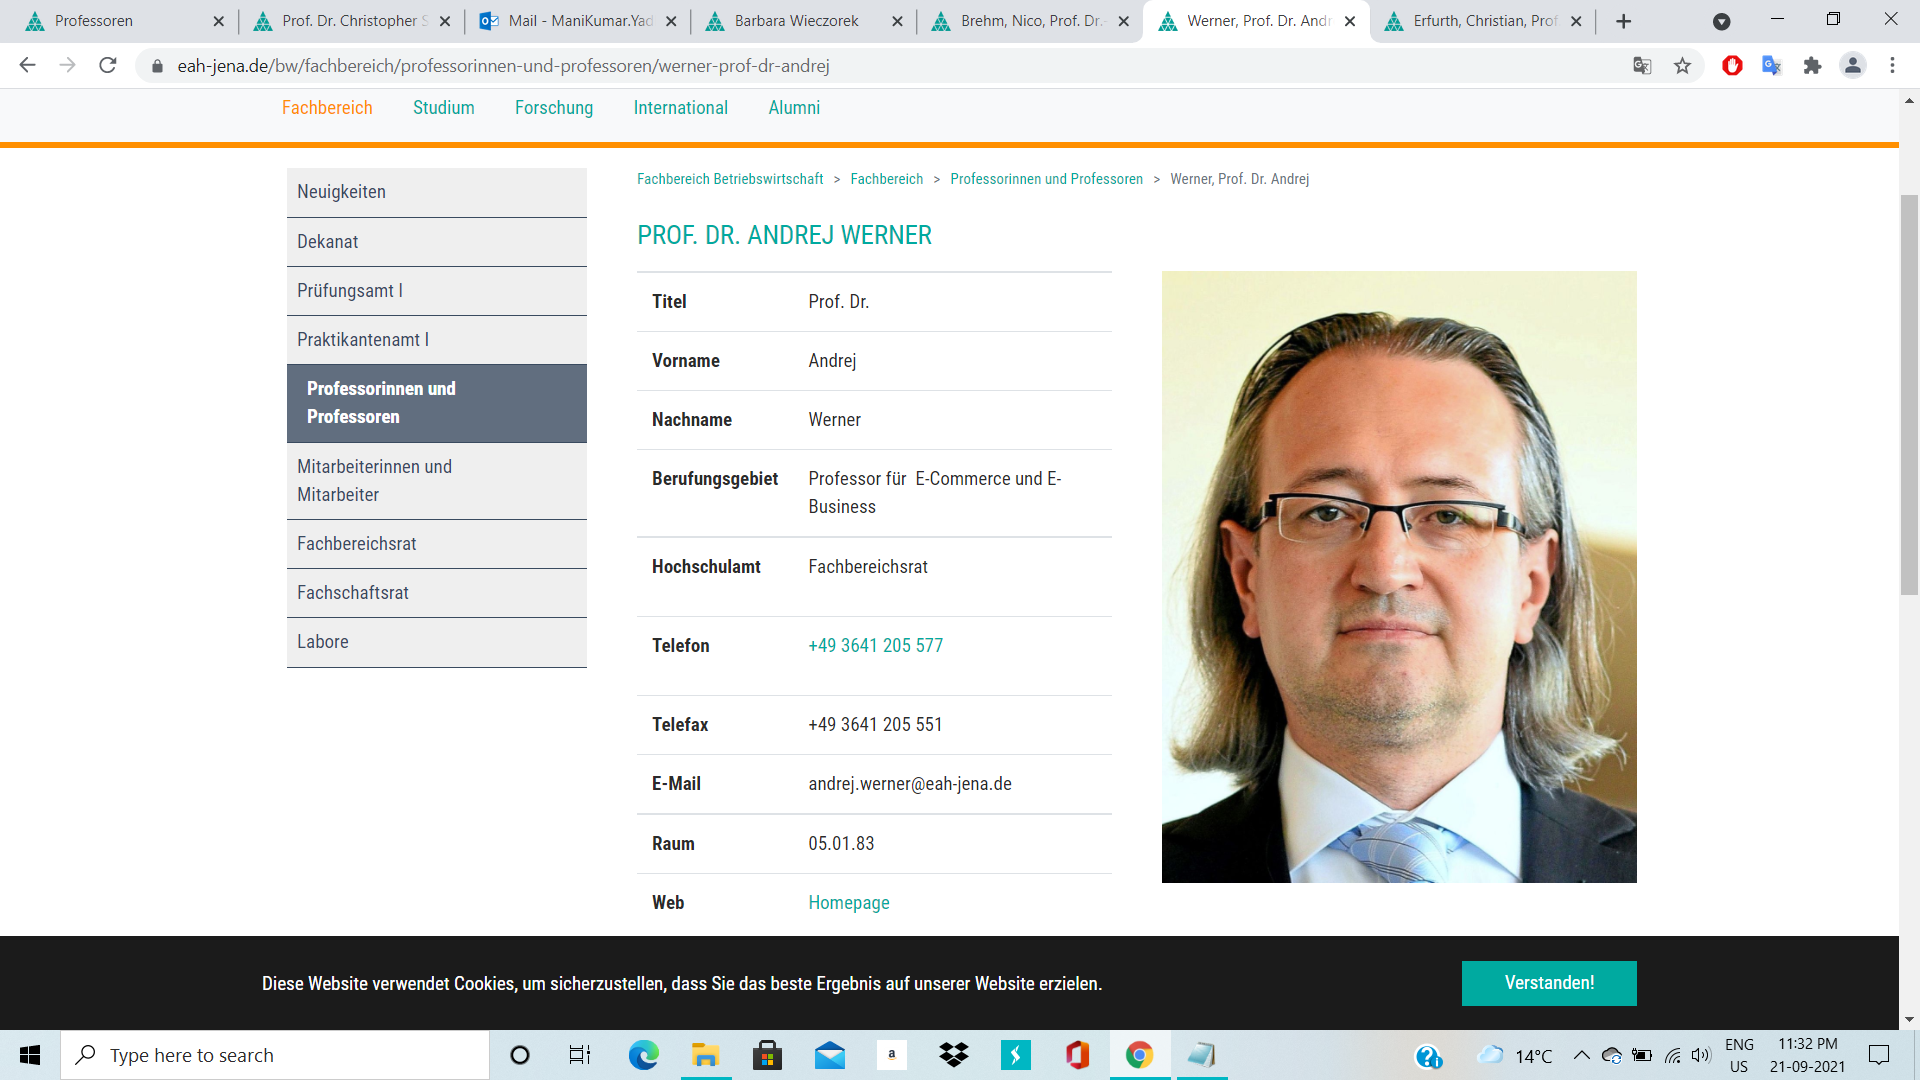 Professoren
Prof. Dr. Christopher S
Mail - ManiKumar.Yad
Barbara Wieczorek
Brehm, Nico, Prof. Dr.-
Werner, Prof. Dr. Andr
Erfurth, Christian, Prof
eah-jena.de/bw/fachbereich/professorinnen-und-professoren/werner-prof-dr-andrej
Fachbereich Studium Forschung International Alumni
Neuigkeiten
Dekanat
Prüfungsamt I
Praktikantenamt I
Professorinnen und
Professoren
Mitarbeiterinnen und
Mitarbeiter
Fachbereichsrat
Fachschaftsrat
Labore
Fachbereich Betriebswirtschaft > Fachbereich > Professorinnen und Professoren > Werner, Prof. Dr. Andrej
PROF. DR. ANDREJ WERNER
Titel Prof. Dr.
Vorname Andrej
Nachname Werner
Berufungsgebiet Professor für E-Commerce und E-
Business
Hochschulamt Fachbereichsrat
Telefon +49 3641 205 577
Telefax +49 3641 205 551
E-Mail andrej.werner@eah-jena.de
Raum 05.01.83
Web Homepage
Diese Website verwendet Cookies, um sicherzustellen, dass Sie das beste Ergebnis auf unserer Website erzielen.
Verstanden!
Type here to search
14°C
ENG
US
11:32 PM
21-09-2021